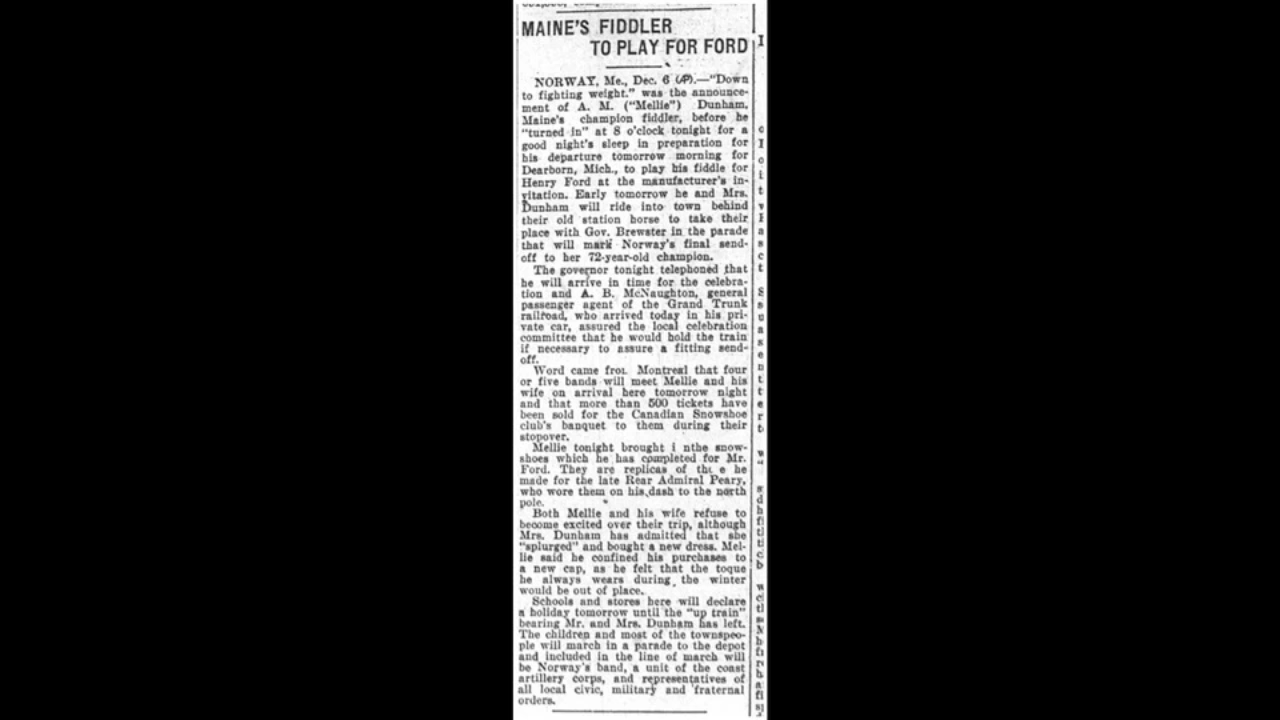 MAINE'S FIDDLER
TO PLAY FOR FORD
NORWAY, Me., Dec. 6 (AP).—"Down
to fighting weight." was the announce-
ment of A. M. ("Mellie") Dunham,
Maine's champion fiddler, before he
"turned in" at 8 o'clock tonight for a
good night's sleep in preparation for
his departure tomorrow morning for
Dearborn, Mich., to play his fiddle for
Henry Ford at the manufacturer's in-
vitation. Early tomorrow he and Mrs.
Dunham will ride into town behind
their old station horse to take their
place with Gov. Brewster in the parade
that will mark Norway's final send-
off to her 72-year-old champion.
The governor tonight telephoned that
he will arrive in time for the celebra-
tion and A. B. McNaughton, general
passenger agent of the Grand Trunk
railroad, who arrived today in his pri-
vate car, assured the local celebration
committee that he would hold the train
if necessary to assure a fitting send-
off.
Word came from Montreal that four
or five bands will meet Mellie and his
wife on arrival here tomorrow night
and that more than 500 tickets have
been sold for the Canadian Snowshoe
club's banquet to them during their
stopover.
Mellie tonight brought i nthe snow-
shoes which he has completed for Mr.
Ford. They are replicas of the he
made for the late Rear Admiral Peary,
who wore them on his dash to the north
pole.
Both Mellie and his wife refuse to
become excited over their trip, although
Mrs. Dunham has admitted that she
"splurged" and bought a new dress. Mel-
lie said he confined his purchases to
a new cap, as he felt that the toque
he always wears during the winter
would be out of place.
Schools and stores here will declare
a holiday tomorrow until the "up train"
bearing Mr. and Mrs. Dunham has left.
The children and most of the townspeo-
ple will march in a parade to the depot
and included in the line of march will
be Norway's band, a unit of the coast
artillery corps, and representatives of
all local civic, military and fraternal
orders.